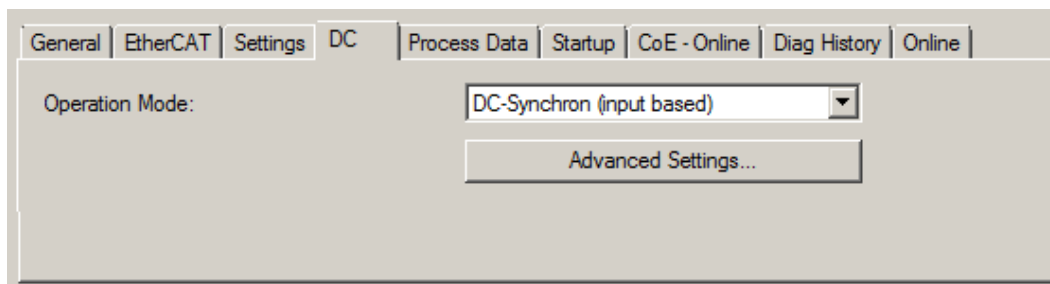 General EtherCAT Settings DC Process Data Startup CoE - Online Diag History Online
Operation Mode: DC-Synchron (input based)
Advanced Settings...